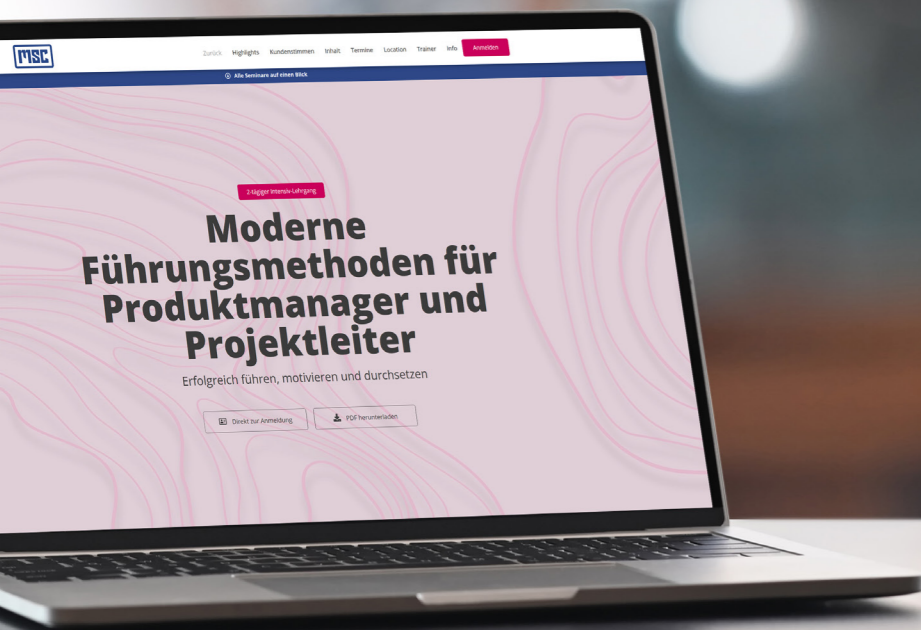 MSC
Zurück Highlights Kundenstimmen Inhalt Termine Location Trainer Info Anmelden
Alle Seminare auf einen Blick
2-tägiger Intensiv-Lehrgang
Moderne
Führungsmethoden für
Produktmanager und
Projektleiter
Erfolgreich führen, motivieren und durchsetzen
Direkt zur Anmeldung PDF herunterladen